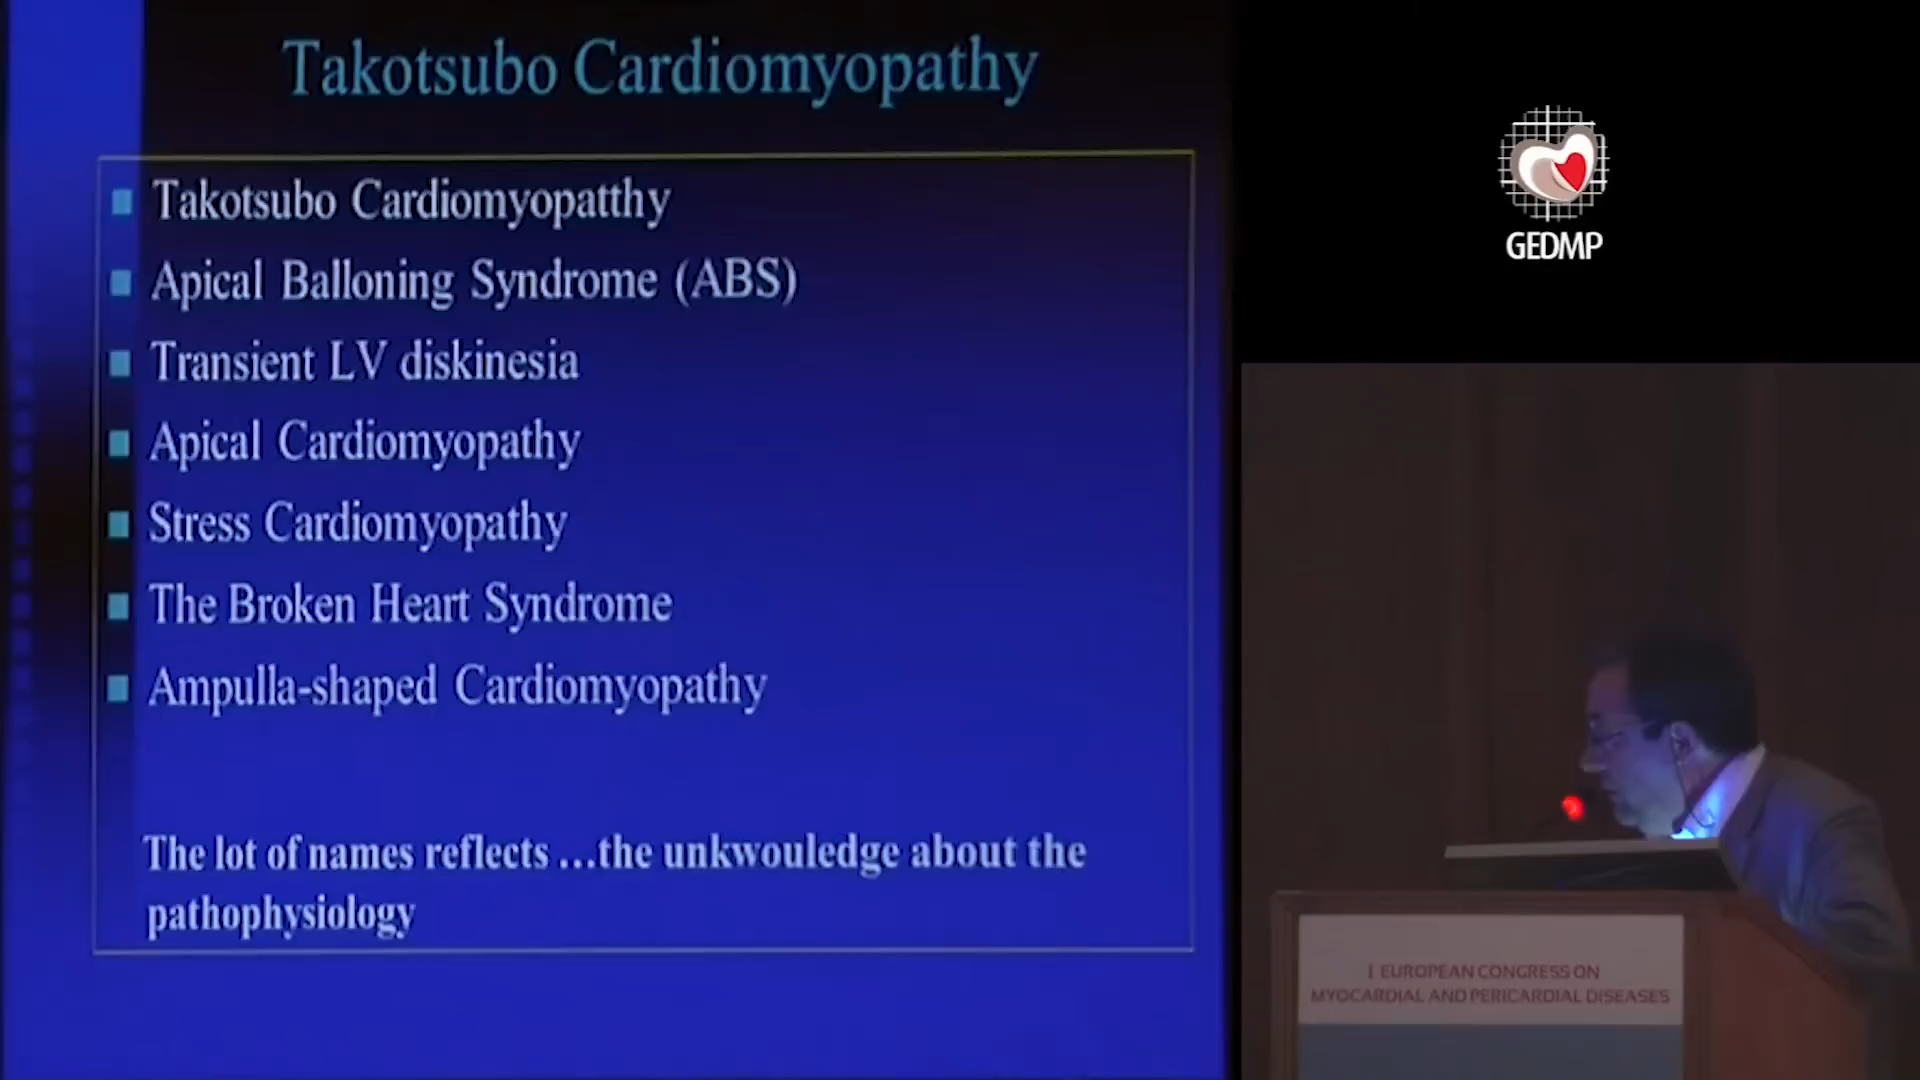 Takotsubo Cardiomyopathy
Takotsubo Cardiomyopatthy
Apical Balloning Syndrome (ABS)
Transient LV diskinesia
Apical Cardiomyopathy
Stress Cardiomyopathy
The Broken Heart Syndrome
Ampulla-shaped Cardiomyopathy
The lot of names reflects ...the unkwouledge about the
pathophysiology
GEDMP
I EUROPEAN CONGRESS ON
MYOCARDIAL AND PERICARDIAL DISEASES